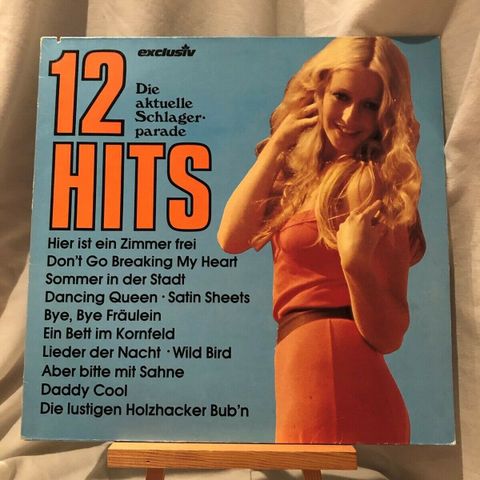 exclusiv
12
HITS
Die
aktuelle
Schlager-
parade
Hier ist ein Zimmer frei
Don't Go Breaking My Heart
Sommer in der Stadt
Dancing Queen · Satin Sheets
Bye, Bye Fräulein
Ein Bett im Kornfeld
Lieder der Nacht · Wild Bird
Aber bitte mit Sahne
Daddy Cool
Die lustigen Holzhacker Bub'n